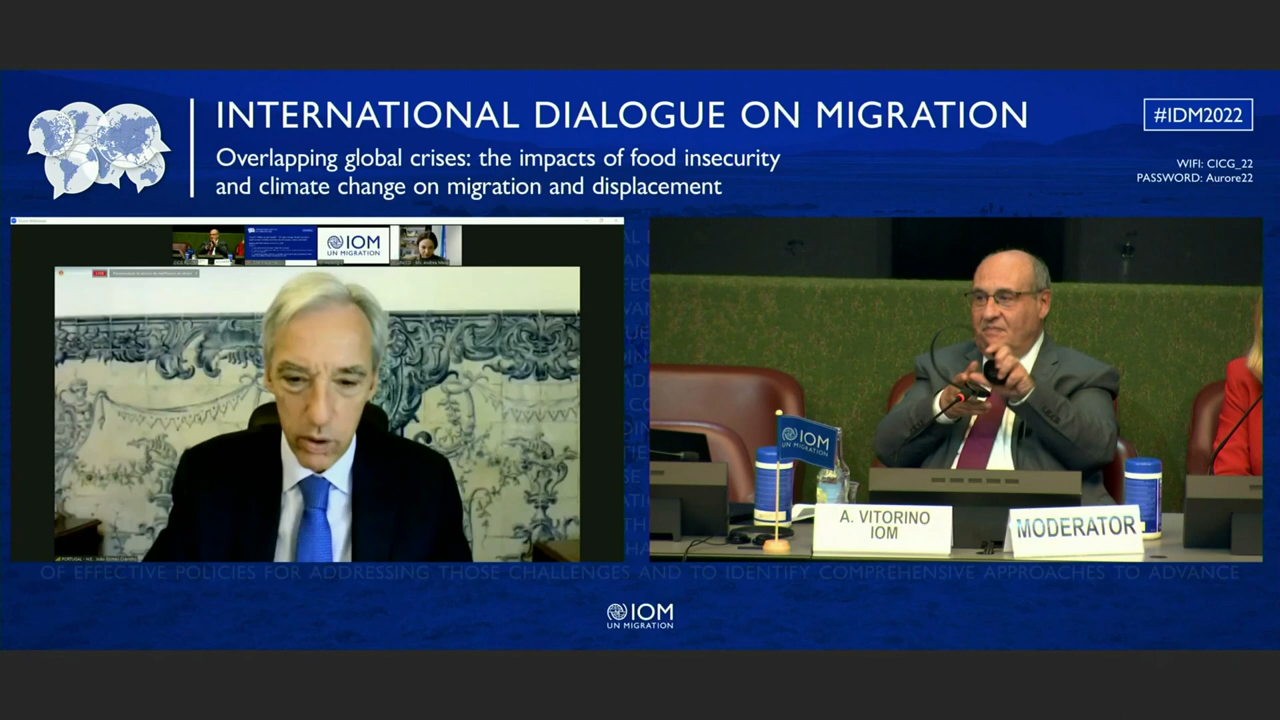 INTERNATIONAL DIALOGUE ON MIGRATION
Overlapping global crises: the impacts of food insecurity
and climate change on migration and displacement
#IDM2022
WIFI: CICG_22
PASSWORD: Aurore22
IOM
UN MIGRATION
IOM
UN MIGRATION
A. VITORINO
IOM
MODERATOR
OF EFFECTIVE POLICIES FOR ADDRESSING THOSE CHALLENGES AND TO IDENTIFY COMPREHENSIVE APPROACHES TO ADVANCE
IOM
UN MIGRATION